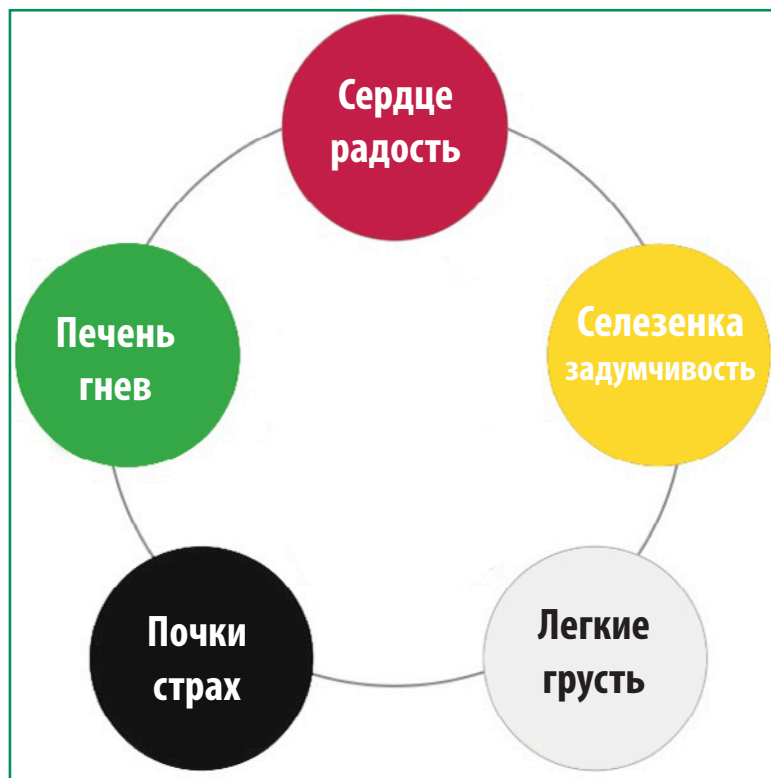 Сердце
радость
Печень
гнев
Селезенка
задумчивость
Почки
страх
Легкие
грусть